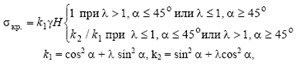 σкр. = k₁γH { 1 при λ > 1, α ≤ 45° или λ ≤ 1, α ≥ 45°
k₂ / k₁ при λ ≤ 1, α ≤ 45° или λ > 1, α ≥ 45°
k₁ = cos² α + λ sin² α, k₂ = sin² α + λcos² α,